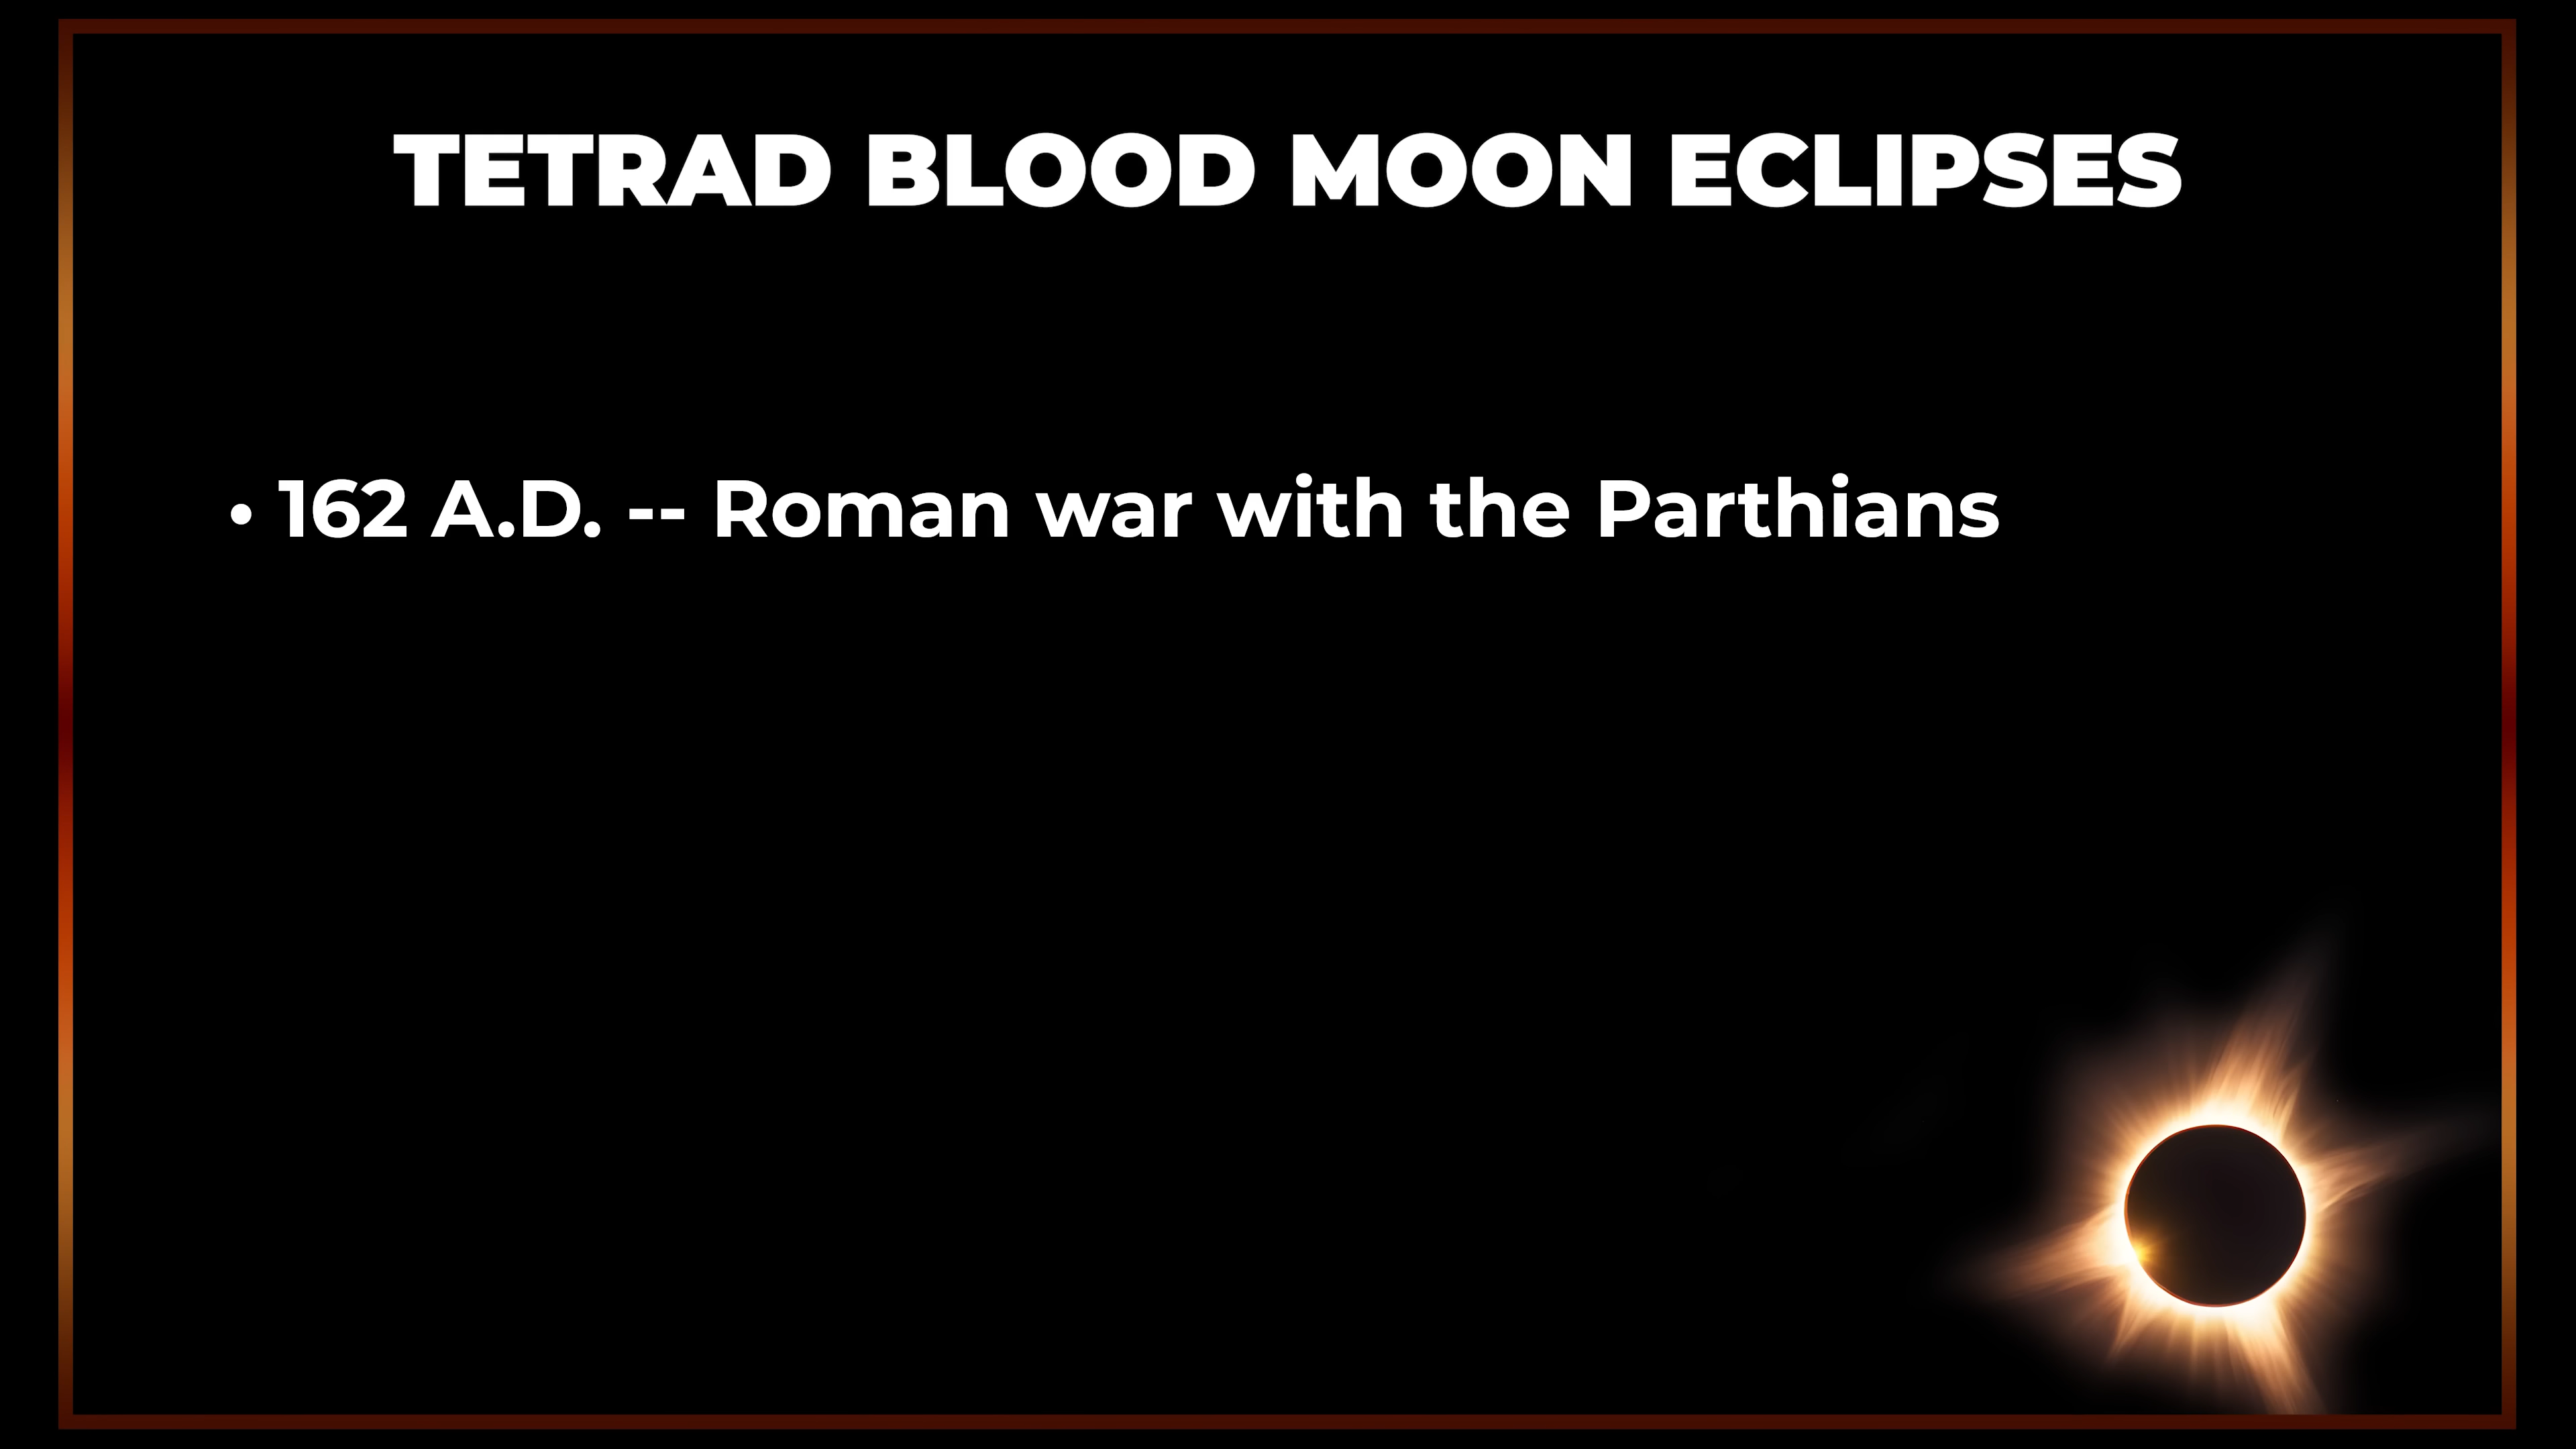 TETRAD BLOOD MOON ECLIPSES
• 162 A.D. -- Roman war with the Parthians